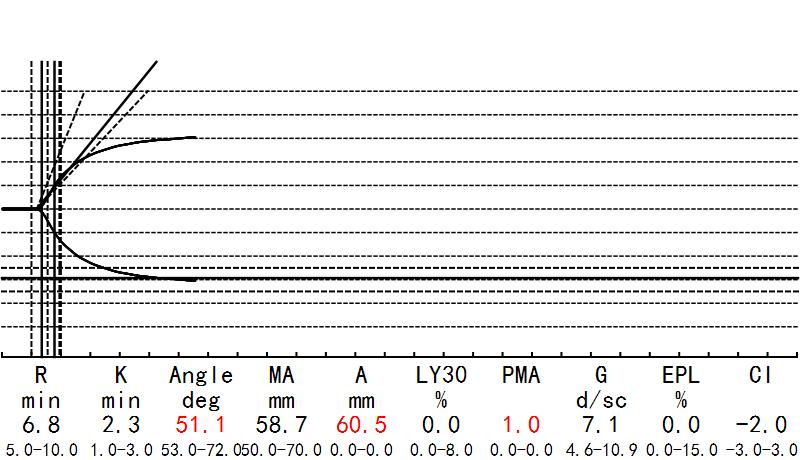 R K Angle MA A LY30 PMA G EPL CI
min min deg mm mm % d/sc %
6.8 2.3 51.1 58.7 60.5 0.0 1.0 7.1 0.0 -2.0
5.0-10.0 1.0-3.0 53.0-72.050.0-70.0 0.0-0.0 0.0-8.0 0.0-0.0 4.6-10.9 0.0-15.0 -3.0-3.0